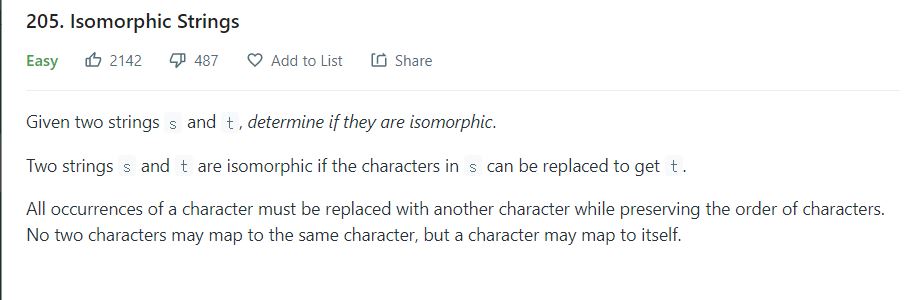 205. Isomorphic Strings
Easy 2142 487 Add to List Share
Given two strings s and t, determine if they are isomorphic.
Two strings s and t are isomorphic if the characters in s can be replaced to get t.
All occurrences of a character must be replaced with another character while preserving the order of characters.
No two characters may map to the same character, but a character may map to itself.